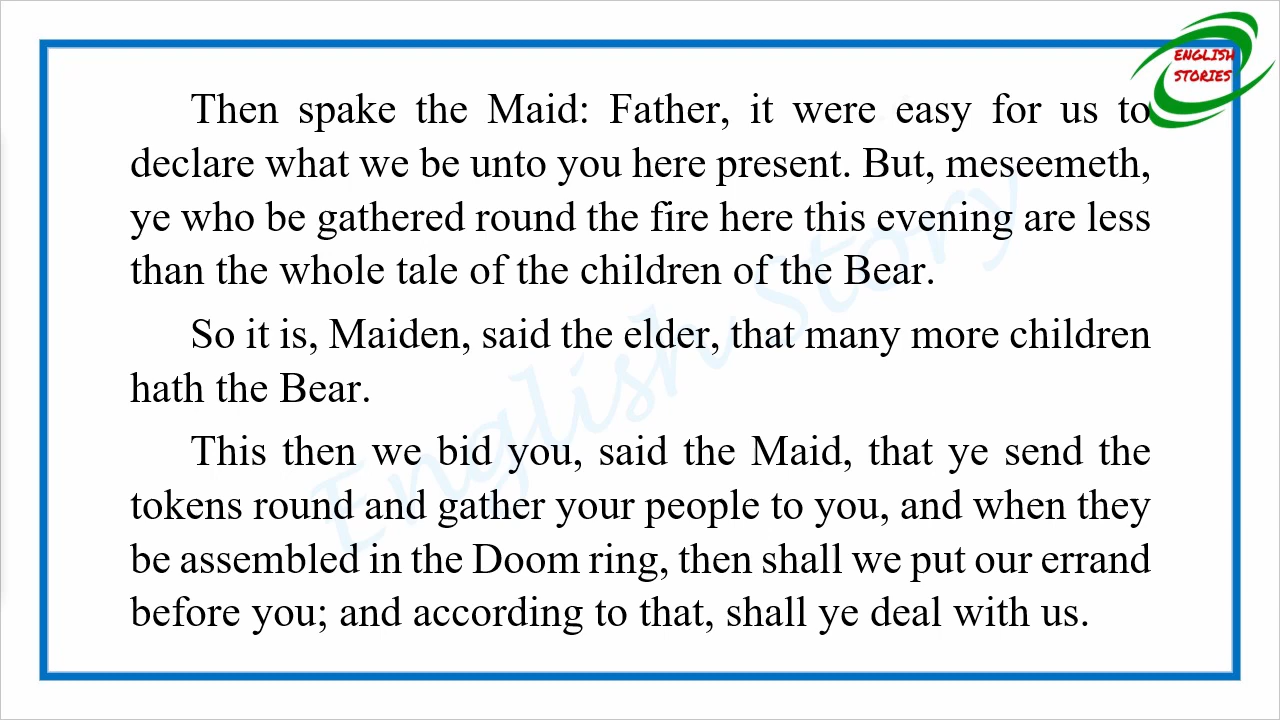 ENGLISH
STORIES
Then spake the Maid: Father, it were easy for us to
declare what we be unto you here present. But, meseemeth,
ye who be gathered round the fire here this evening are less
than the whole tale of the children of the Bear.
So it is, Maiden, said the elder, that many more children
hath the Bear.
This then we bid you, said the Maid, that ye send the
tokens round and gather your people to you, and when they
be assembled in the Doom ring, then shall we put our errand
before you; and according to that, shall ye deal with us.
English Story